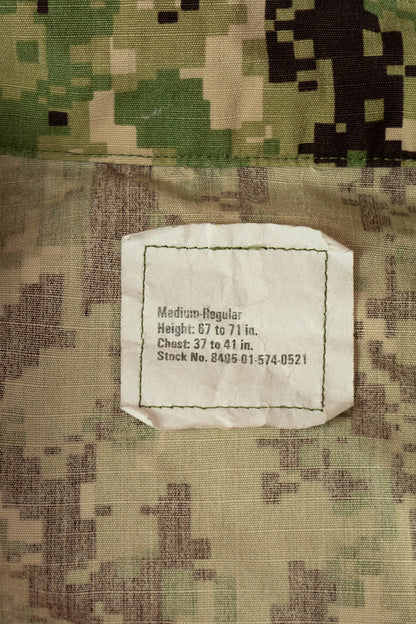 Medium-Regular
Height: 67 to 71 in.
Chest: 37 to 41 in.
Stock No. 8405-01-574-0521